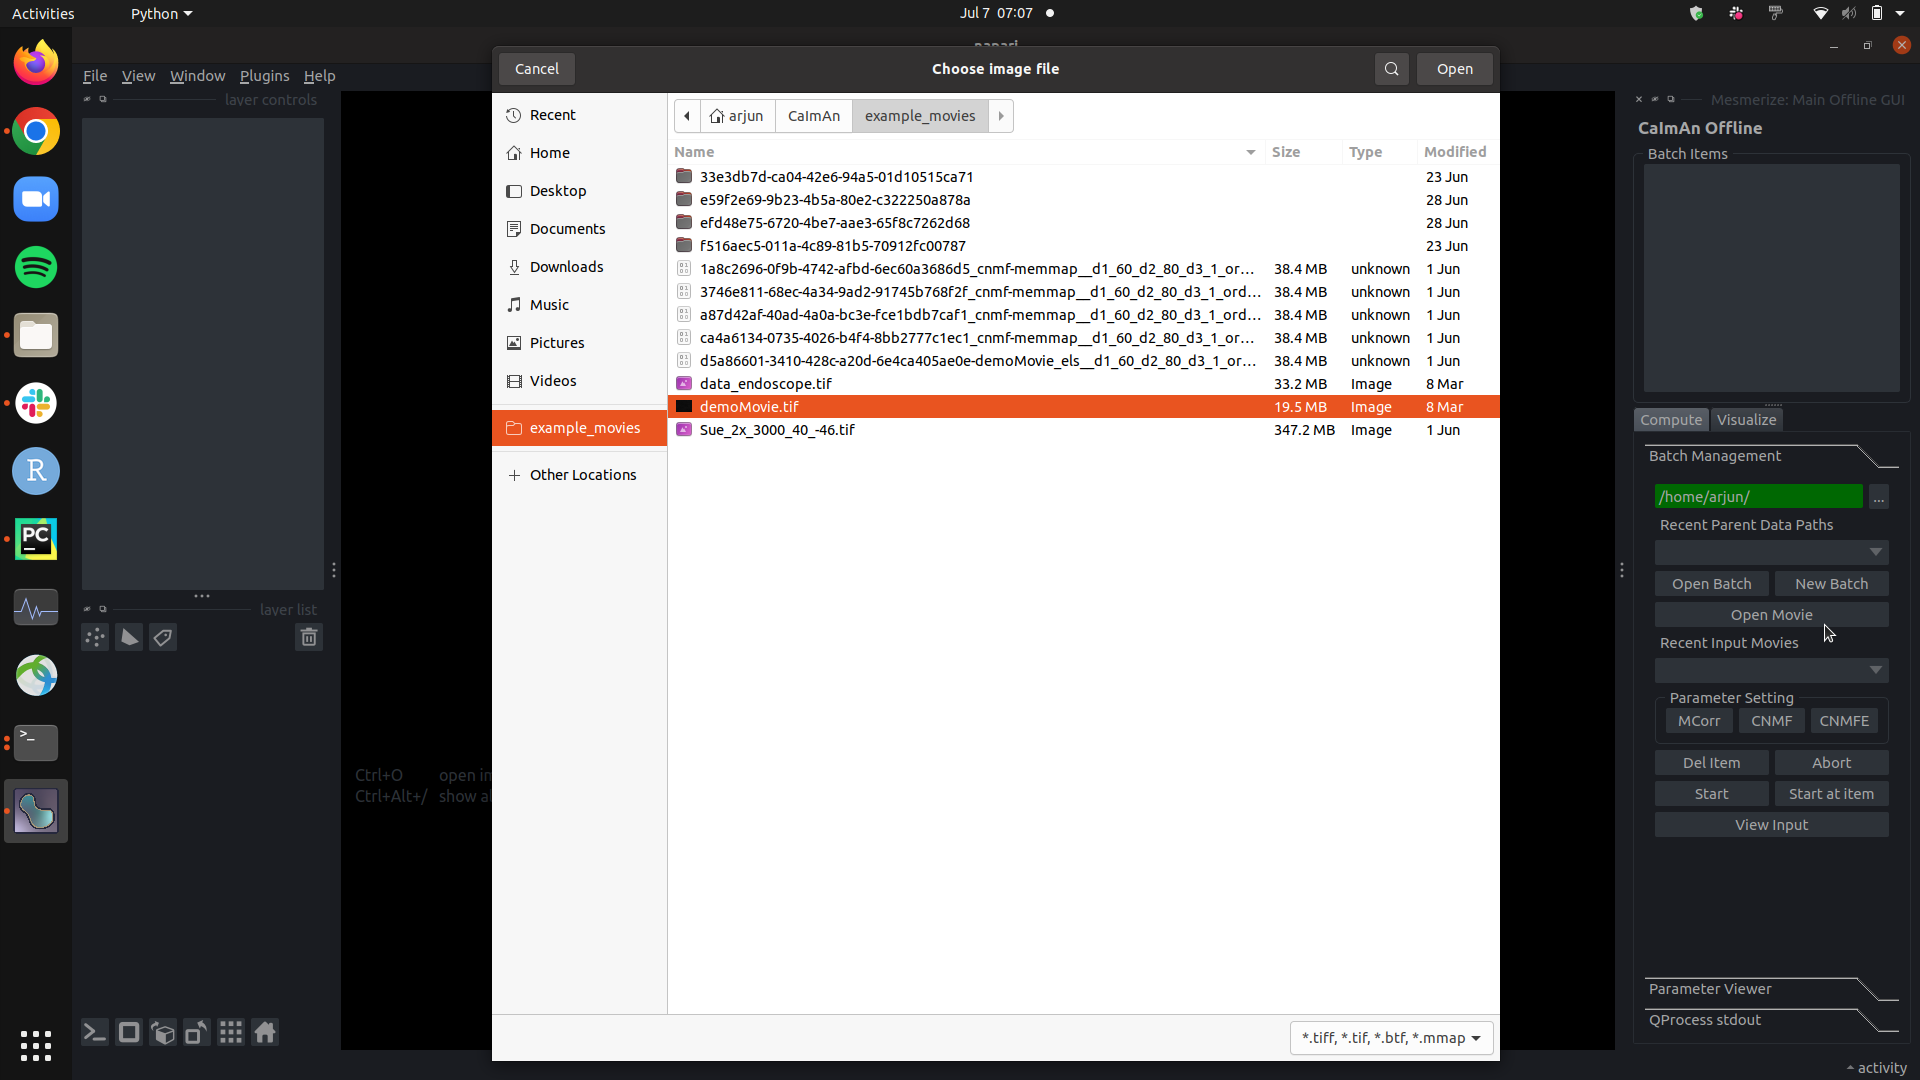 Activities
Python
Jul 7 07:07
File View Window Plugins Help
layer controls
layer list
Ctrl+O open in
Ctrl+Alt+/ show al
Cancel
Choose image file
Open
Recent
Home
Desktop
Documents
Downloads
Music
Pictures
Videos
example_movies
+ Other Locations
arjun CaImAn example_movies
Name Size Type Modified
33e3db7d-ca04-42e6-94a5-01d10515ca71 23 Jun
e59f2e69-9b23-4b5a-80e2-c322250a878a 28 Jun
efd48e75-6720-4be7-aae3-65f8c7262d68 28 Jun
f516aec5-011a-4c89-81b5-70912fc00787 23 Jun
1a8c2696-0f9b-4742-afbd-6ec60a3686d5_cnmf-memmap__d1_60_d2_80_d3_1_or... 38.4 MB unknown 1 Jun
3746e811-68ec-4a34-9ad2-91745b768f2f_cnmf-memmap__d1_60_d2_80_d3_1_ord... 38.4 MB unknown 1 Jun
a87d42af-40ad-4a0a-bc3e-fce1bdb7caf1_cnmf-memmap__d1_60_d2_80_d3_1_ord... 38.4 MB unknown 1 Jun
ca4a6134-0735-4026-b4f4-8bb2777c1ec1_cnmf-memmap__d1_60_d2_80_d3_1_or... 38.4 MB unknown 1 Jun
d5a86601-3410-428c-a20d-6e4ca405ae0e-demoMovie_els__d1_60_d2_80_d3_1_or... 38.4 MB unknown 1 Jun
data_endoscope.tif 33.2 MB Image 8 Mar
demoMovie.tif 19.5 MB Image 8 Mar
Sue_2x_3000_40_-46.tif 347.2 MB Image 1 Jun
*.tiff, *.tif, *.btf, *.mmap
Mesmerize: Main Offline GUI
CaImAn Offline
Batch Items
Compute Visualize
Batch Management
/home/arjun/ ...
Recent Parent Data Paths
Open Batch New Batch
Open Movie
Recent Input Movies
Parameter Setting
MCorr CNMF CNMFE
Del Item Abort
Start Start at item
View Input
Parameter Viewer
QProcess stdout
activity
R
PC
>_